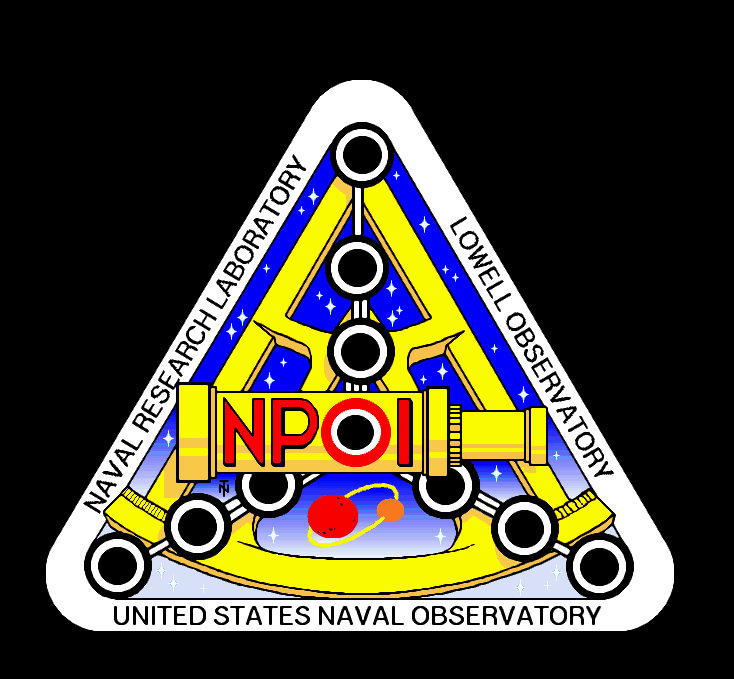 NAVAL RESEARCH LABORATORY
LOWELL OBSERVATORY
NPOI
UNITED STATES NAVAL OBSERVATORY